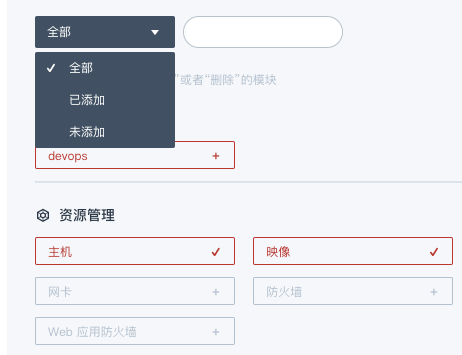 全部
全部
”或者“删除”的模块
已添加
未添加
devops
资源管理
主机
映像
网卡
防火墙
Web 应用防火墙